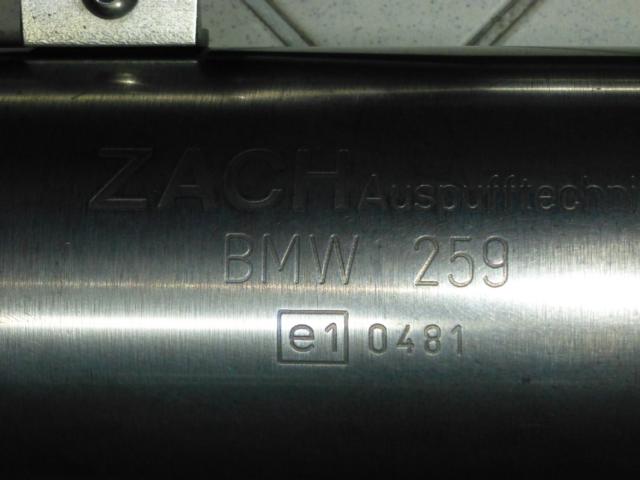 ZACH Auspufftechni
BMW 259
e1 0481